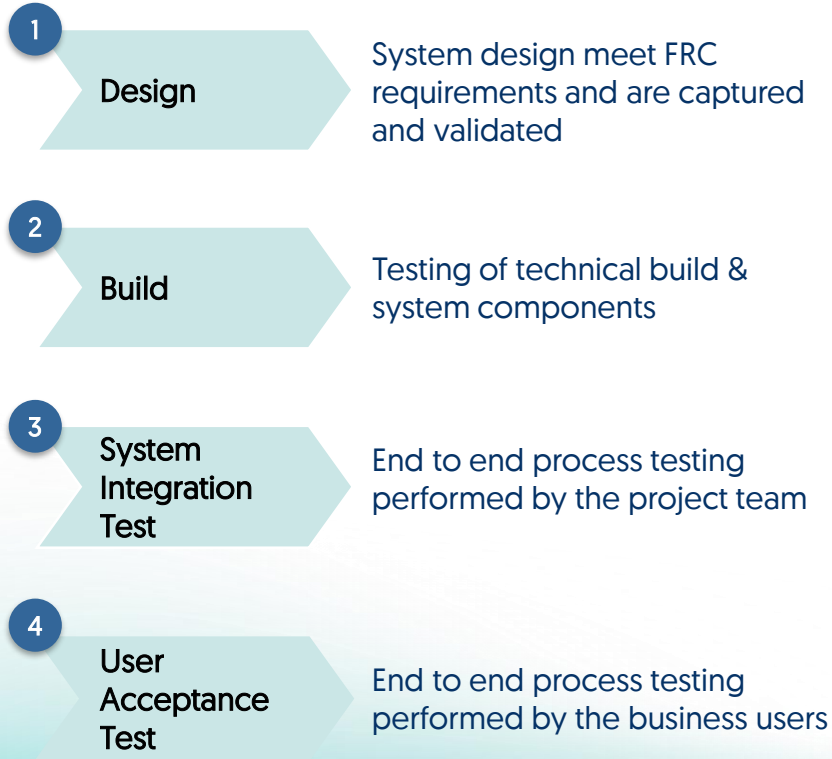 1
Design
System design meet FRC
requirements and are captured
and validated
2
Build
Testing of technical build &
system components
3
System
Integration
Test
End to end process testing
performed by the project team
4
User
Acceptance
Test
End to end process testing
performed by the business users